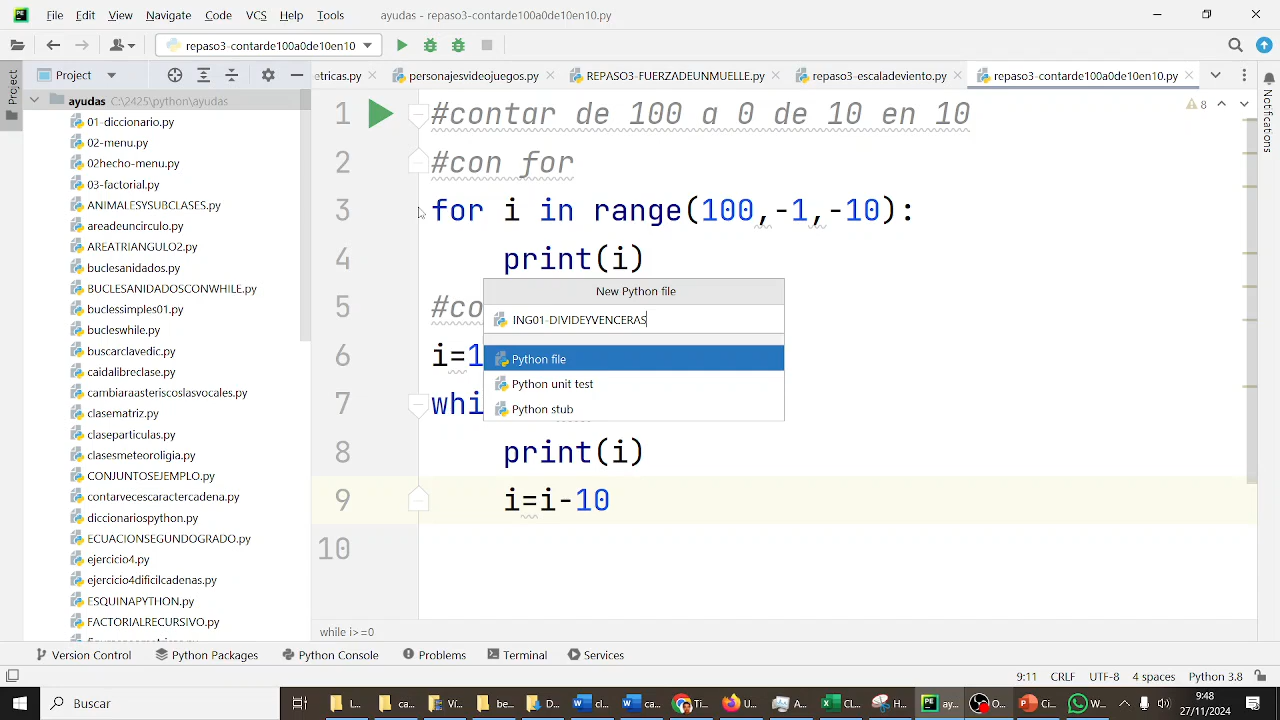 File Edit View Navigate Code VCS Help Tools ayudas - repaso3-contarde100a0de10en10.py
repaso3-contarde100a0de10en10
Project
etricas.py personajesvideojuegos.py REPASO3-FUERZADEUNMUELLE.py repaso3-escaladeviento.py repaso3-contarde100a0de10en10.py
Project
Notifications
ayudas C:\2425\python\ayudas
01-diccionario.py
02-menu.py
02hecho-menu.py
03-factorial.py
ANIMALESYSUBCLASES.py
areadcuncirculo.py
AREATRIANGULO2.py
buclesanidados.py
BUCLESANIDADOSCONWHILE.py
buclessimples01.py
bucleswhile.py
buscarclavedic.py
caidalibreclase.py
cambiaraasteriscoslasvocales.py
clasematriz.py
claseparticulas.py
clasesmeteoroligia.py
CONJUNTOSEJEMPLO.py
contarvecescaractercadena.py
diccionariospython.py
ECUACIONSEGUNDOGRADO.py
ejercicio4.py
ejercicio4dificilcadenas.py
ESQUINAPYTHON.py
FACTORIALRECURSIVO.py
8
1 #contar de 100 a 0 de 10 en 10
2 #con for
3 for i in range(100,-1,-10):
4 print(i)
5 #co
6 i=1
7 whi
8 print(i)
9 i=i-10
10
New Python file
ING01-DIVIDEYVENCERAS
Python file
Python unit test
Python stub
while i>=0
Version Control Python Packages Python Console Problems Terminal Services
9:11 CRLF UTF-8 4 spaces Python 3.8
Buscar
9:48
27/11/2024